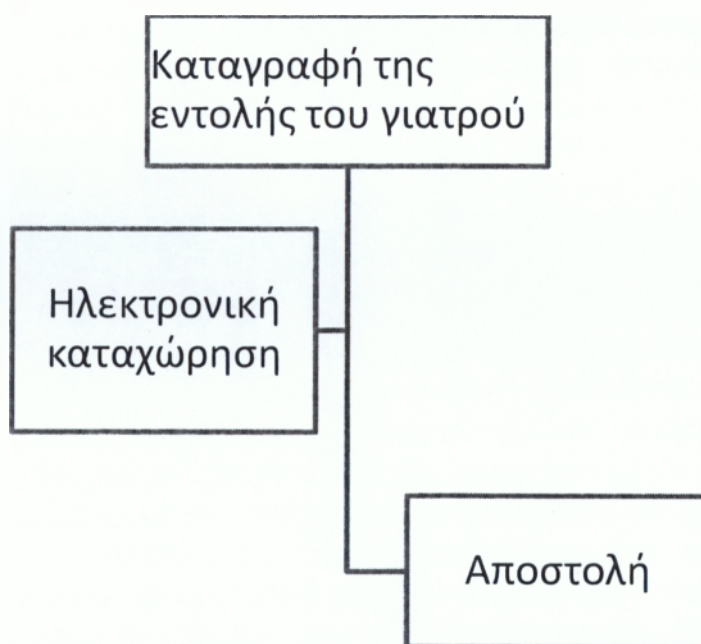 Καταγραφή της
εντολής του γιατρού
Ηλεκτρονική
καταχώρηση
Αποστολή